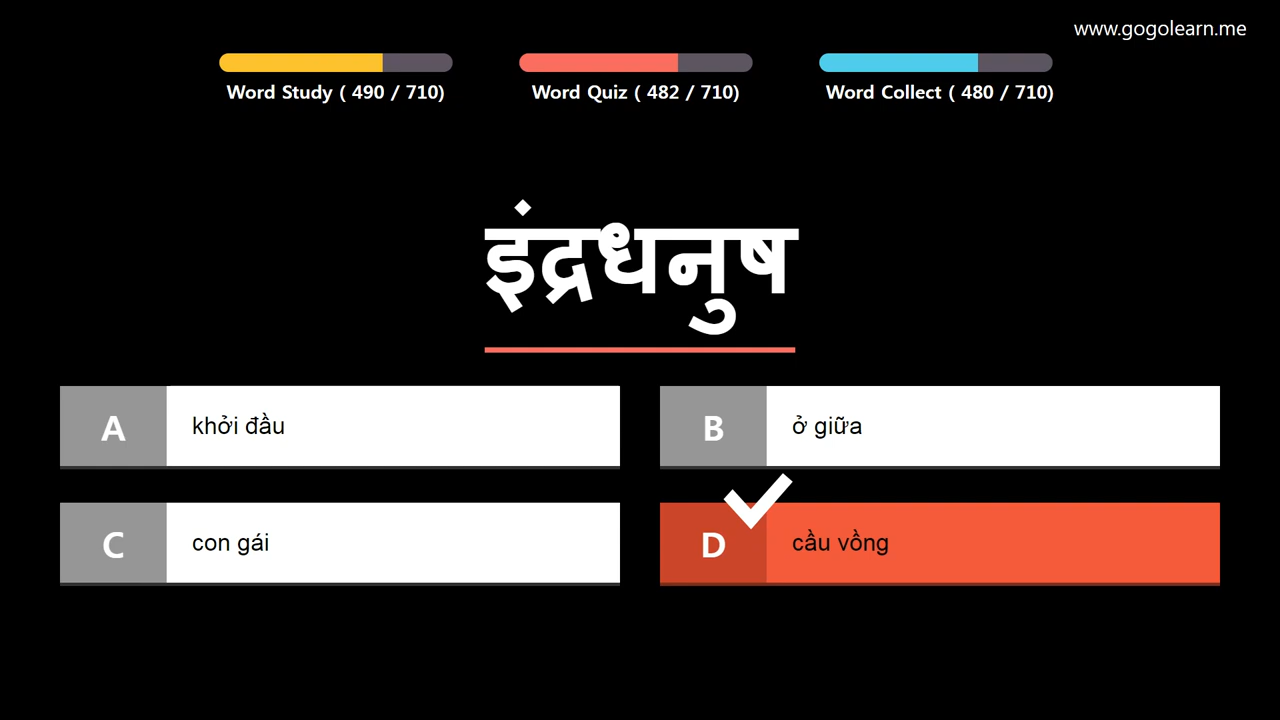 www.gogolearn.me
Word Study ( 490 / 710)
Word Quiz ( 482 / 710)
Word Collect ( 480 / 710)
इंद्रधनुष
A
khởi đầu
B
ở giữa
C
con gái
D
cầu vồng